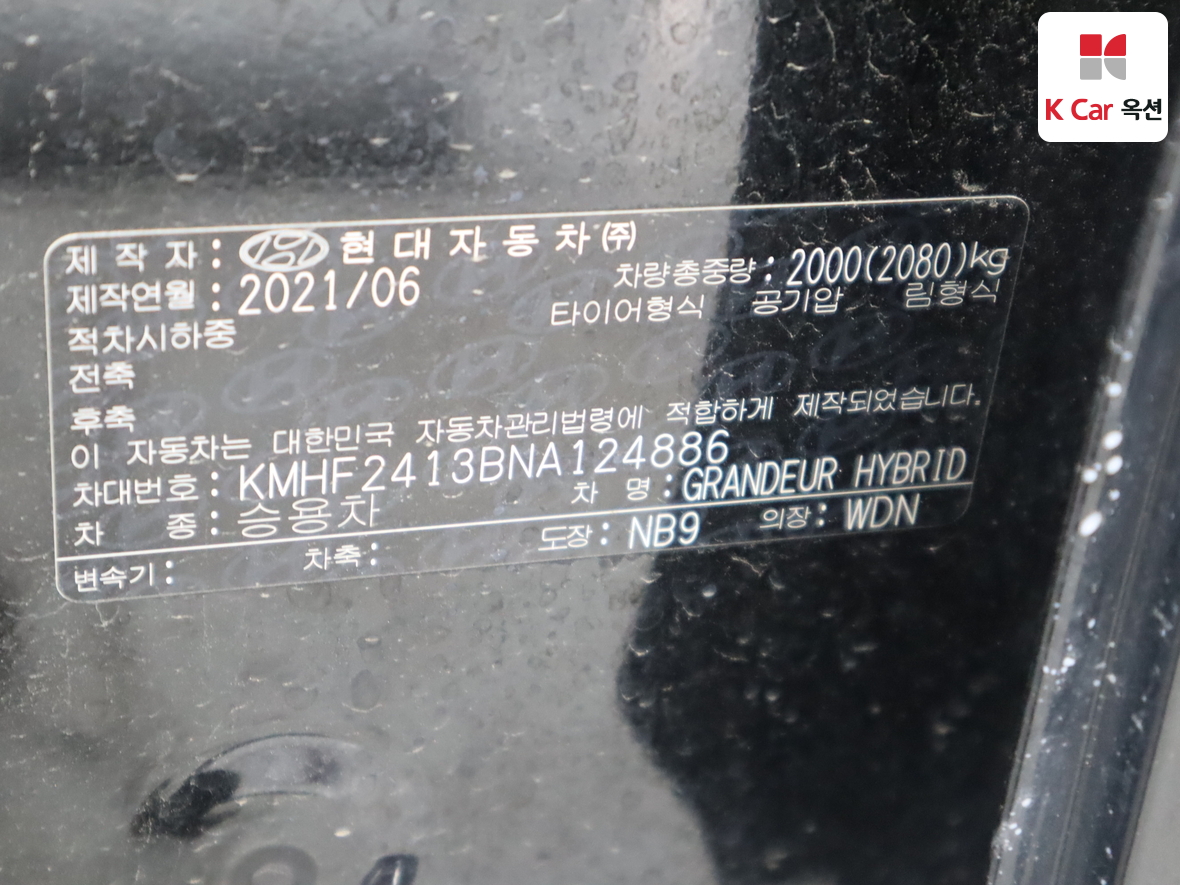 K Car 옥션
제 작 자 : 현 대 자 동 차 ㈜
제작연월 : 2021/06 차량총중량 : 2000(2080)kg
적차시하중 타이어형식 공기압 림형식
전축
후축
이 자동차는 대한민국 자동차관리법령에 적합하게 제작되었습니다.
차대번호 : KMHF2413BNA124886
차 종 : 승용차 차 명 : GRANDEUR HYBRID
변속기 : 차축 : 도장 : NB9 의장 : WDN